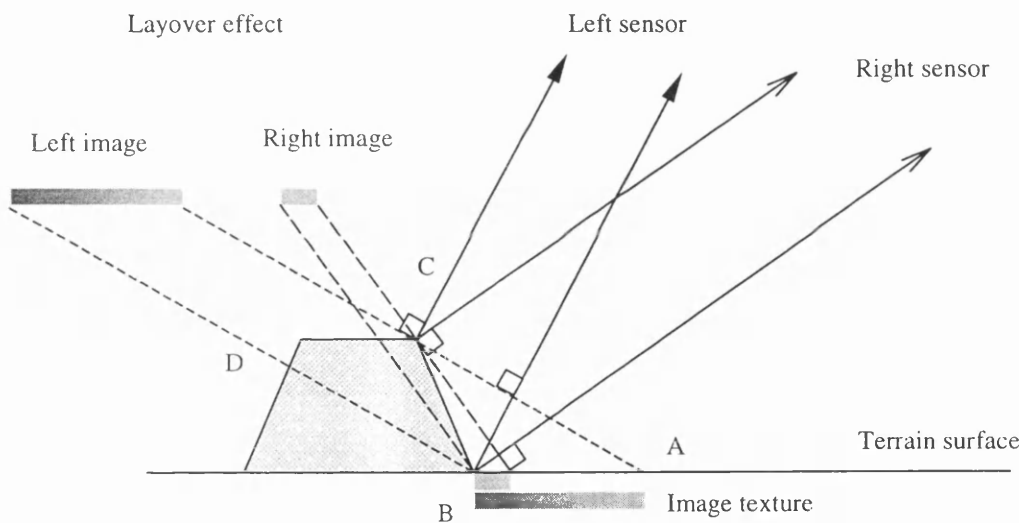 Layover effect
Left sensor
Right sensor
Left image
Right image
C
D
A
Terrain surface
B
Image texture